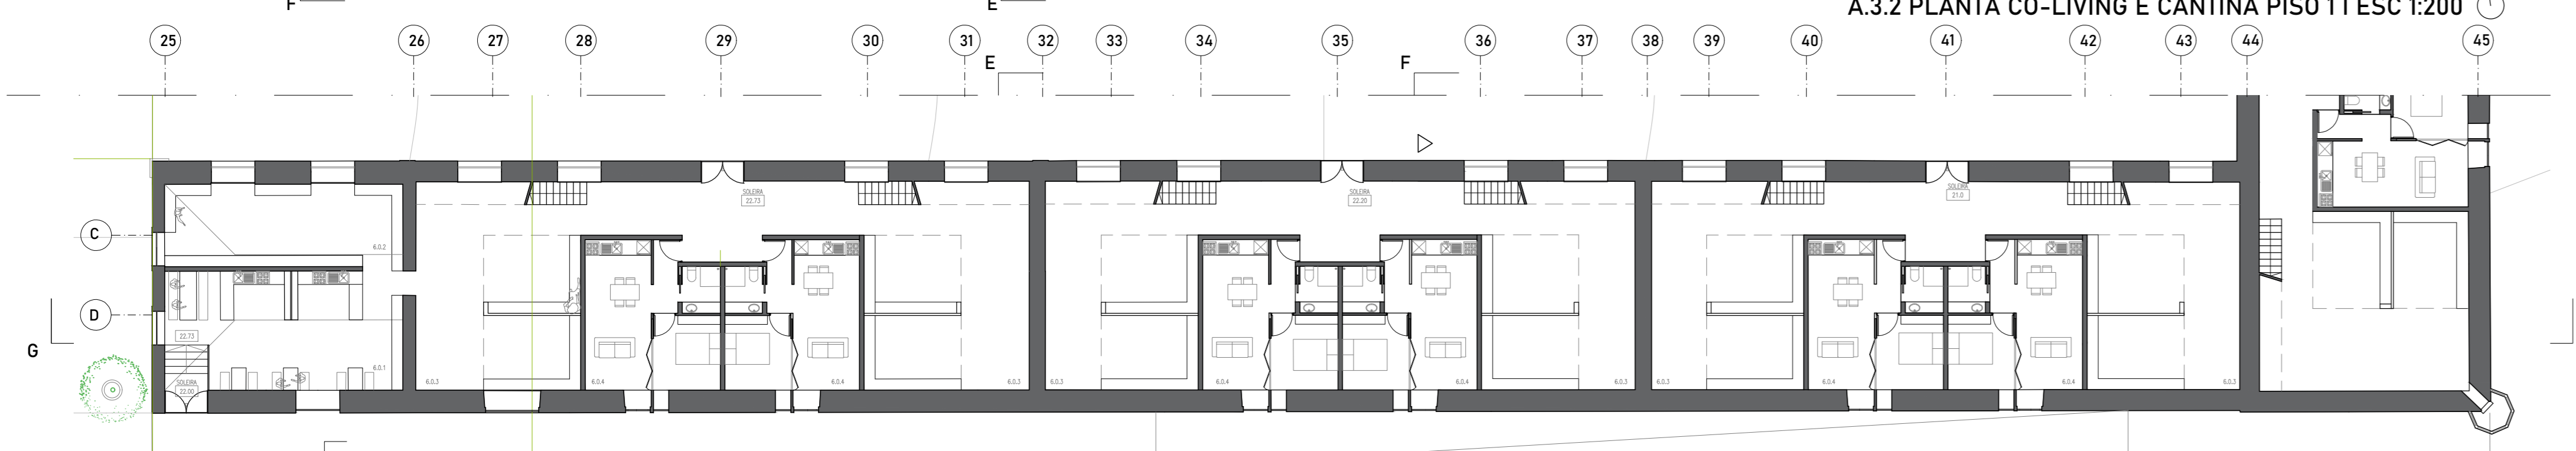 F
E
A.3.2 PLANTA CO-LIVING E CANTINA PISO 1 I ESC 1:200
25 26 27 28 29 30 31 32 33 34 35 36 37 38 39 40 41 42 43 44 45
E F
SOLEIRA SOLEIRA SOLEIRA
22.73 22.20 21.0
C
6.0.2
D
22.73
G
SOLEIRA
22.00
6.0.1
6.0.3 6.0.4 6.0.4 6.0.3 6.0.3 6.0.4 6.0.4 6.0.3 6.0.3 6.0.4 6.0.4 6.0.3